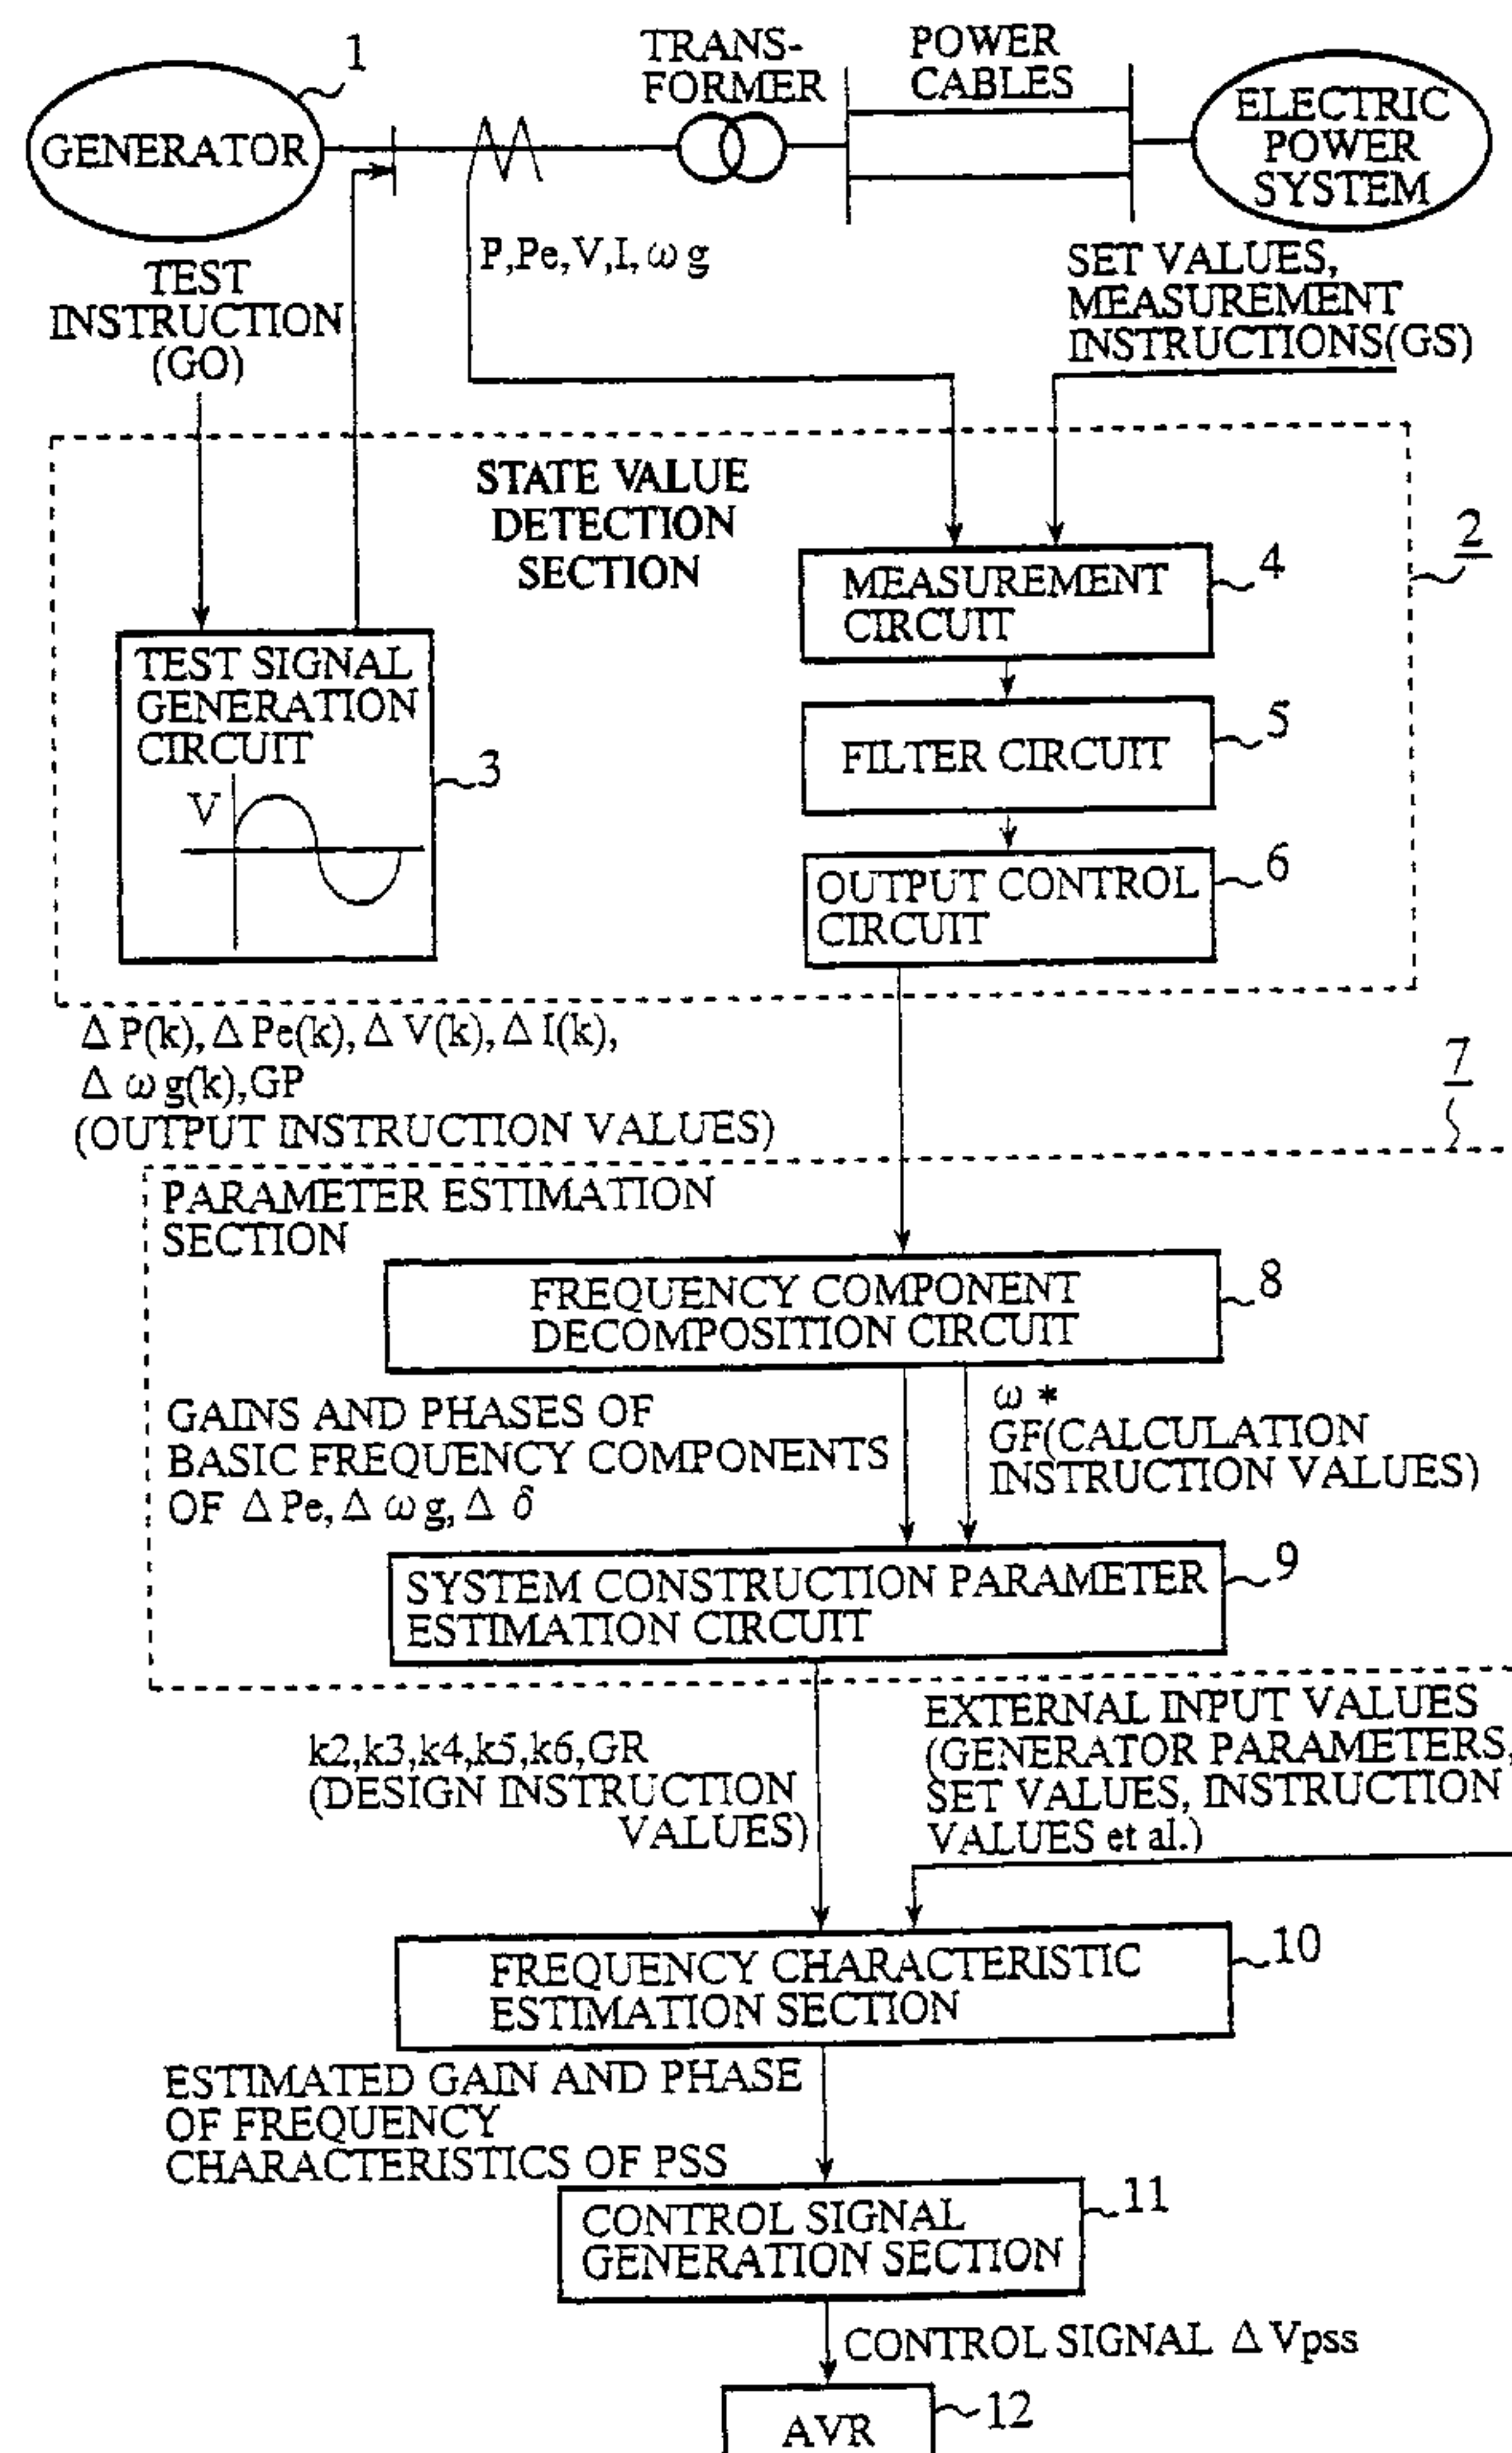 1
TRANS-
FORMER
POWER
CABLES
GENERATOR
ELECTRIC
POWER
SYSTEM
P,Pe,V,I,ωg
TEST
INSTRUCTION
(GO)
SET VALUES,
MEASUREMENT
INSTRUCTIONS(GS)
STATE VALUE
DETECTION
SECTION
2
MEASUREMENT
CIRCUIT
4
TEST SIGNAL
GENERATION
CIRCUIT
V
3
FILTER CIRCUIT
5
OUTPUT CONTROL
CIRCUIT
6
Δ P(k),Δ Pe(k),Δ V(k),Δ I(k),
Δ ωg(k),GP
(OUTPUT INSTRUCTION VALUES)
7
PARAMETER ESTIMATION
SECTION
FREQUENCY COMPONENT
DECOMPOSITION CIRCUIT
8
GAINS AND PHASES OF
BASIC FREQUENCY COMPONENTS
OF Δ Pe,Δ ωg,Δ δ
ω *
GF(CALCULATION
INSTRUCTION VALUES)
SYSTEM CONSTRUCTION PARAMETER
ESTIMATION CIRCUIT
9
k2,k3,k4,k5,k6,GR
(DESIGN INSTRUCTION
VALUES)
EXTERNAL INPUT VALUES
(GENERATOR PARAMETERS,
SET VALUES, INSTRUCTION
VALUES et al.)
FREQUENCY CHARACTERISTIC
ESTIMATION SECTION
10
ESTIMATED GAIN AND PHASE
OF FREQUENCY
CHARACTERISTICS OF PSS
CONTROL SIGNAL
GENERATION SECTION
11
CONTROL SIGNAL Δ Vpss
AVR
12